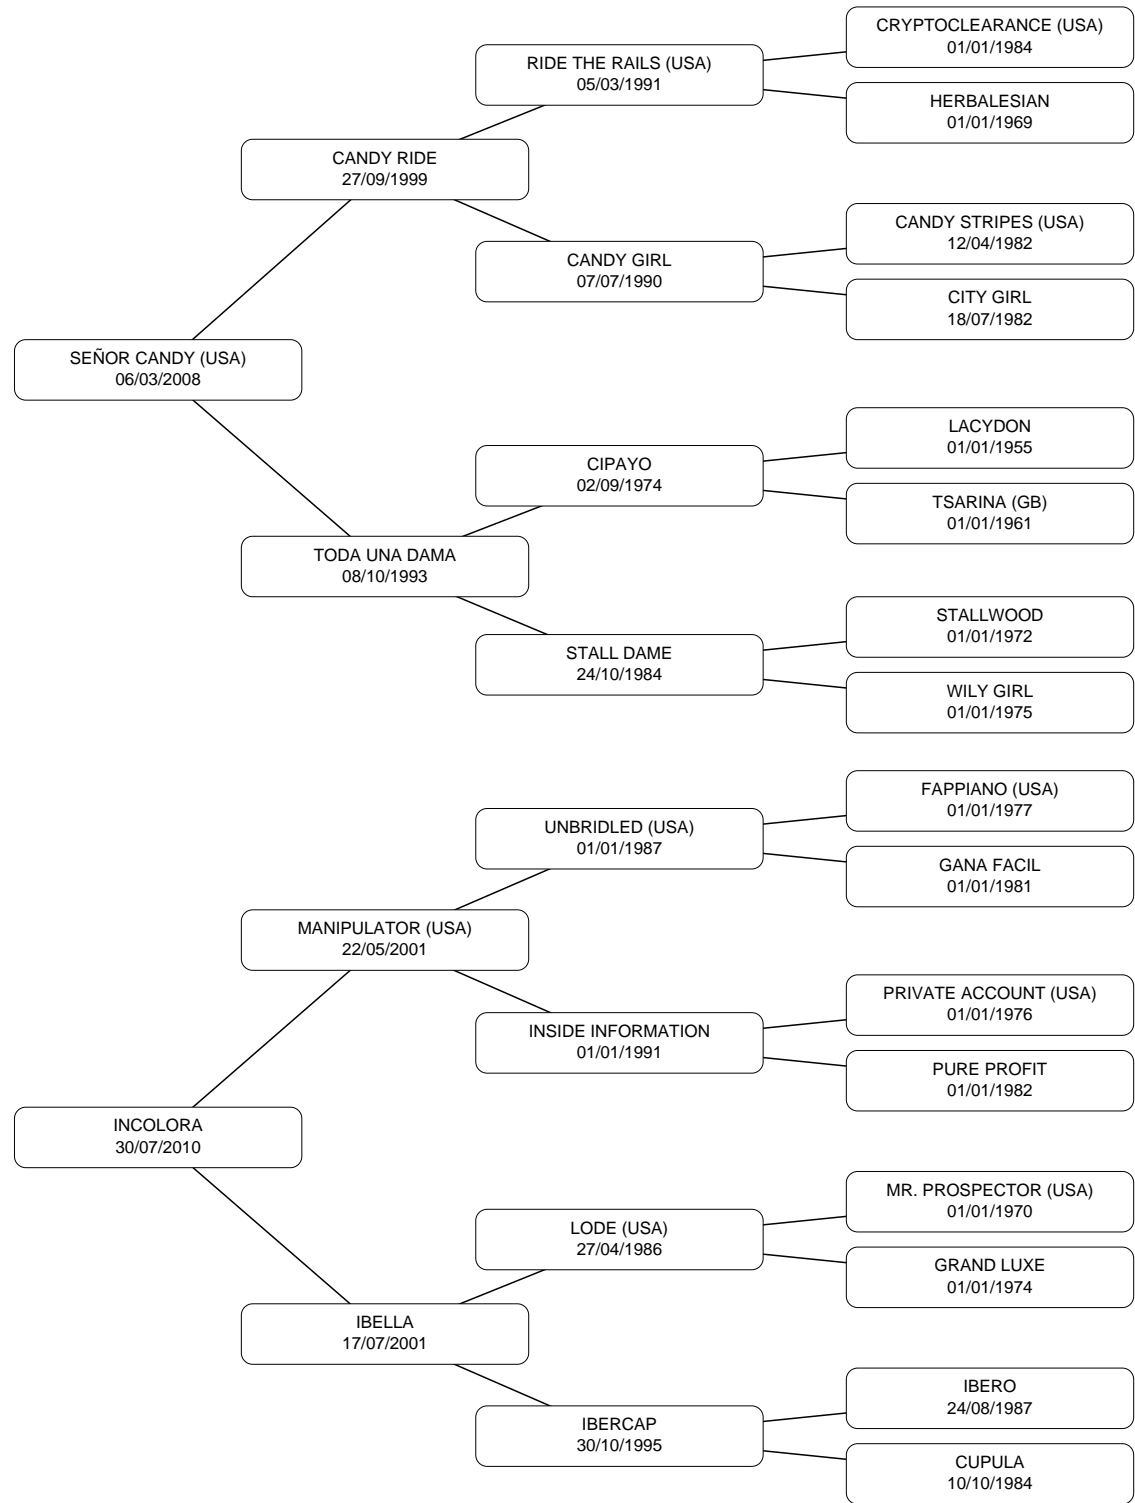 CRYPTOCLEARANCE (USA)
01/01/1984
RIDE THE RAILS (USA)
05/03/1991
HERBALESIAN
01/01/1969
CANDY RIDE
27/09/1999
CANDY STRIPES (USA)
12/04/1982
CANDY GIRL
07/07/1990
CITY GIRL
18/07/1982
SEÑOR CANDY (USA)
06/03/2008
LACYDON
01/01/1955
CIPAYO
02/09/1974
TSARINA (GB)
01/01/1961
TODA UNA DAMA
08/10/1993
STALLWOOD
01/01/1972
STALL DAME
24/10/1984
WILY GIRL
01/01/1975
FAPPIANO (USA)
01/01/1977
UNBRIDLED (USA)
01/01/1987
GANA FACIL
01/01/1981
MANIPULATOR (USA)
22/05/2001
PRIVATE ACCOUNT (USA)
01/01/1976
INSIDE INFORMATION
01/01/1991
PURE PROFIT
01/01/1982
INCOLORA
30/07/2010
MR. PROSPECTOR (USA)
01/01/1970
LODE (USA)
27/04/1986
GRAND LUXE
01/01/1974
IBELLA
17/07/2001
IBERO
24/08/1987
IBERCAP
30/10/1995
CUPULA
10/10/1984